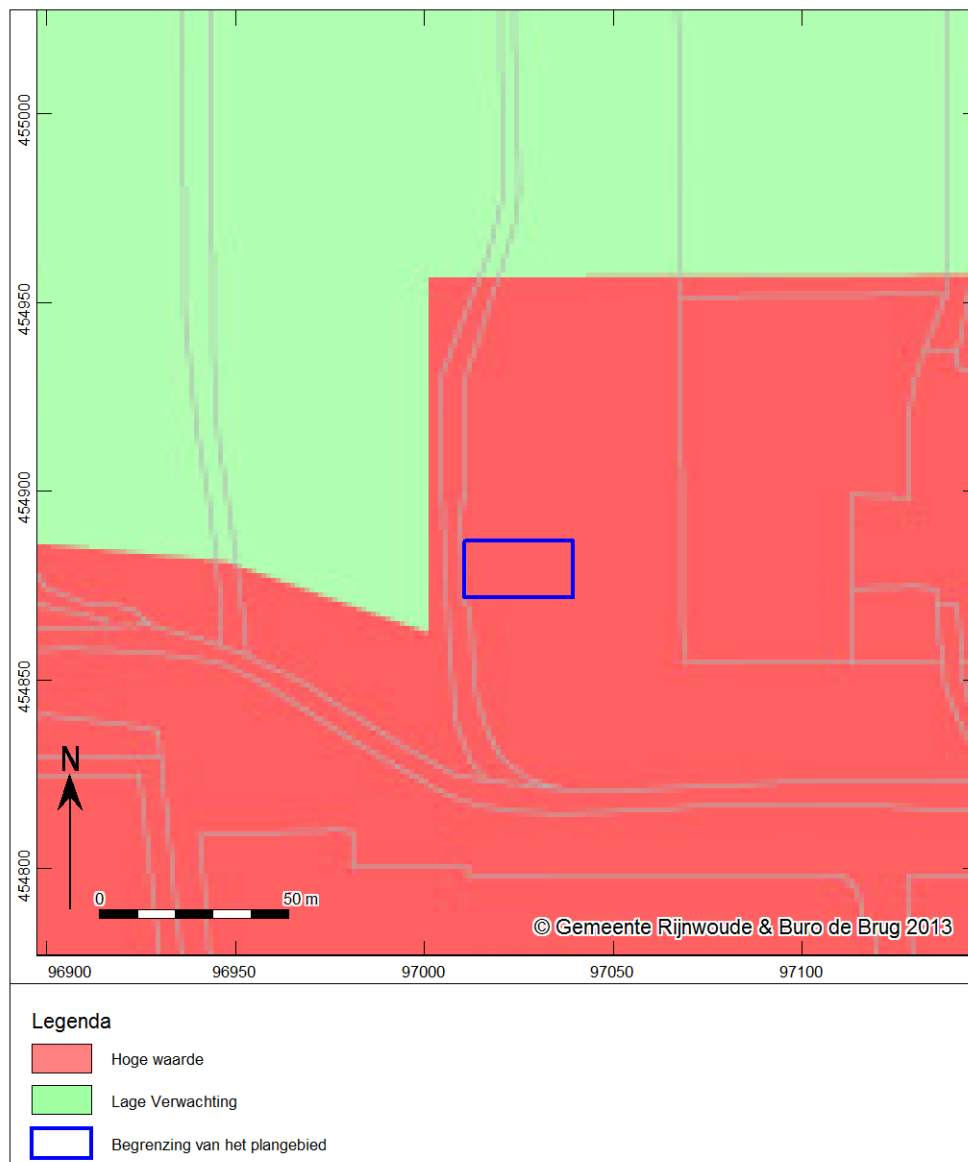 455000
454950
454900
454850
454800
N
0 50 m
© Gemeente Rijnwoude & Buro de Brug 2013
96900 96950 97000 97050 97100
Legenda
Hoge waarde
Lage Verwachting
Begrenzing van het plangebied